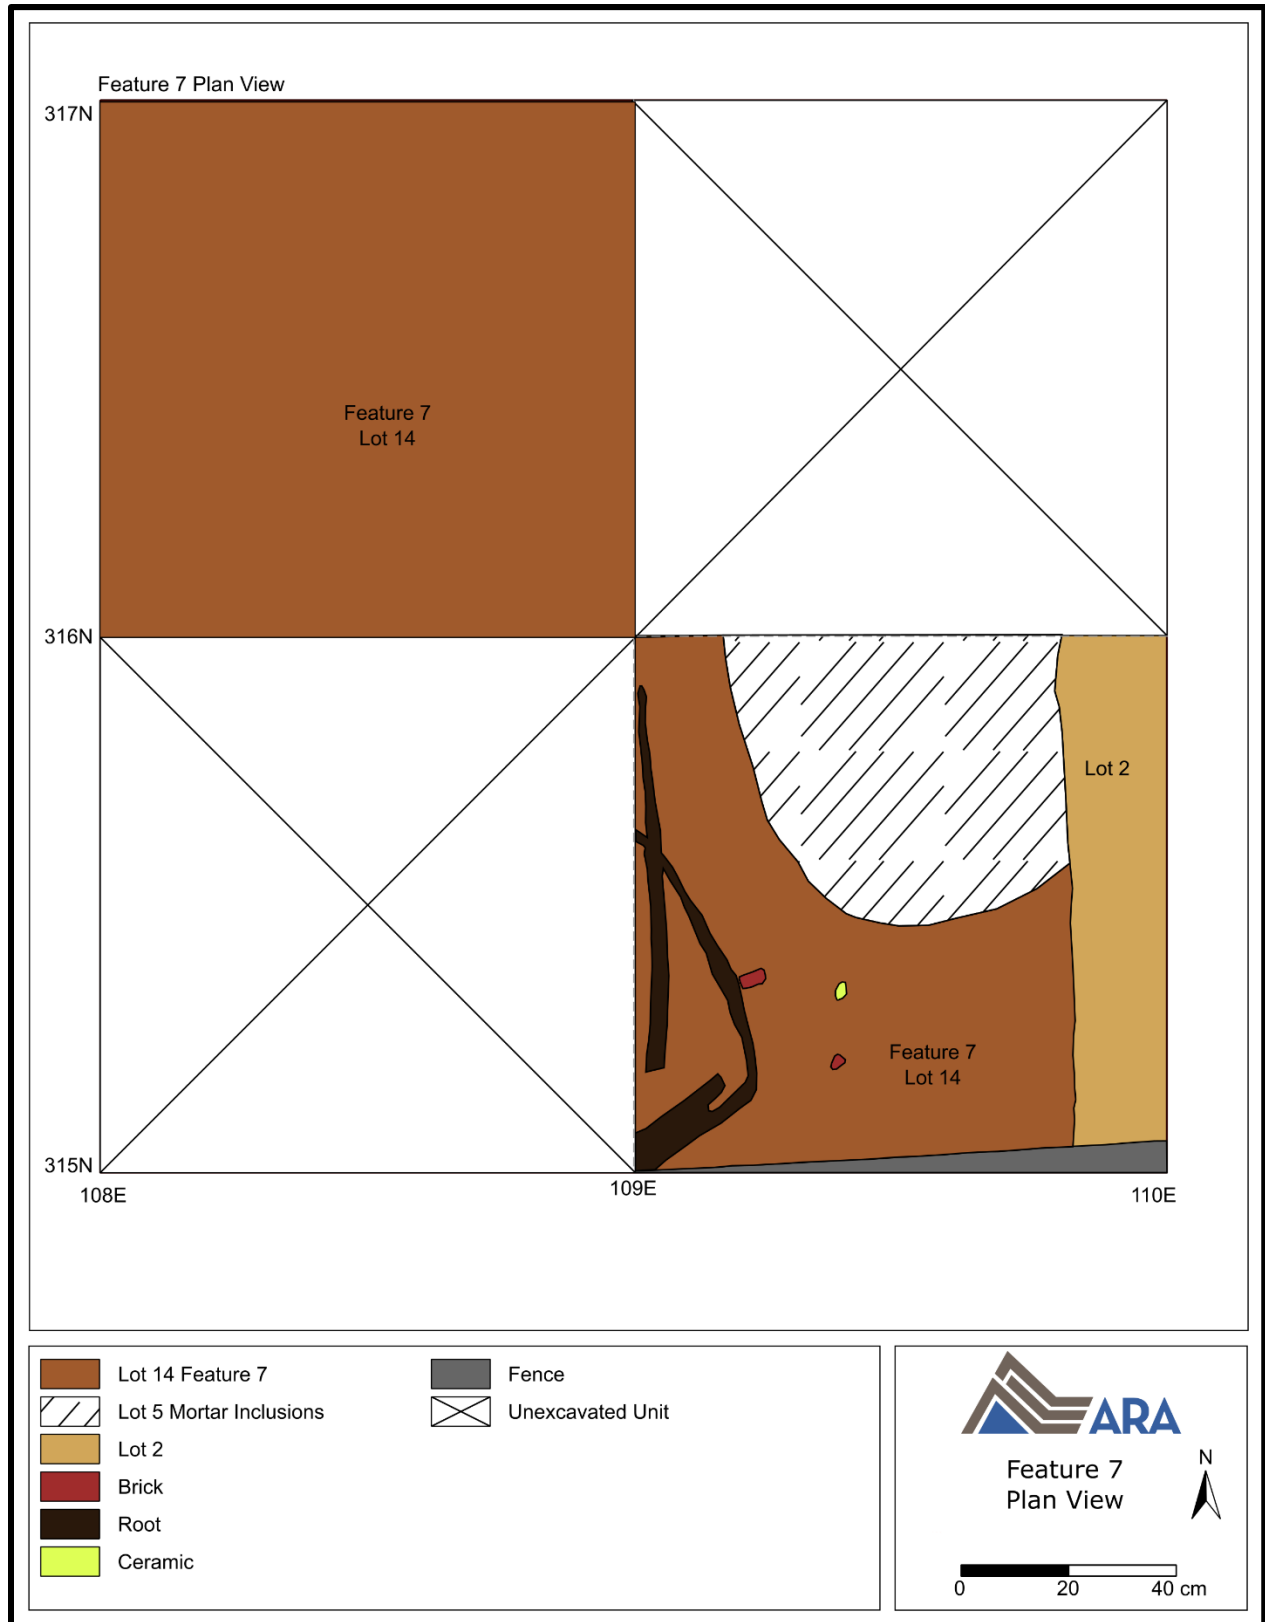 Feature 7 Plan View
317N
Feature 7
Lot 14
316N
Lot 2
Feature 7
Lot 14
315N
108E
109E
110E
Lot 14 Feature 7
Lot 5 Mortar Inclusions
Lot 2
Brick
Root
Ceramic
Fence
Unexcavated Unit
ARA
Feature 7
Plan View
N
0 20 40 cm